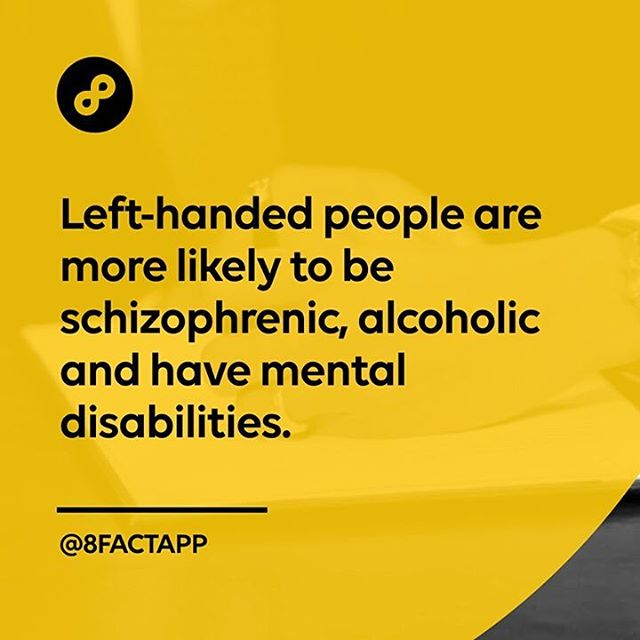 Left-handed people are
more likely to be
schizophrenic, alcoholic
and have mental
disabilities.
@8FACTAPP